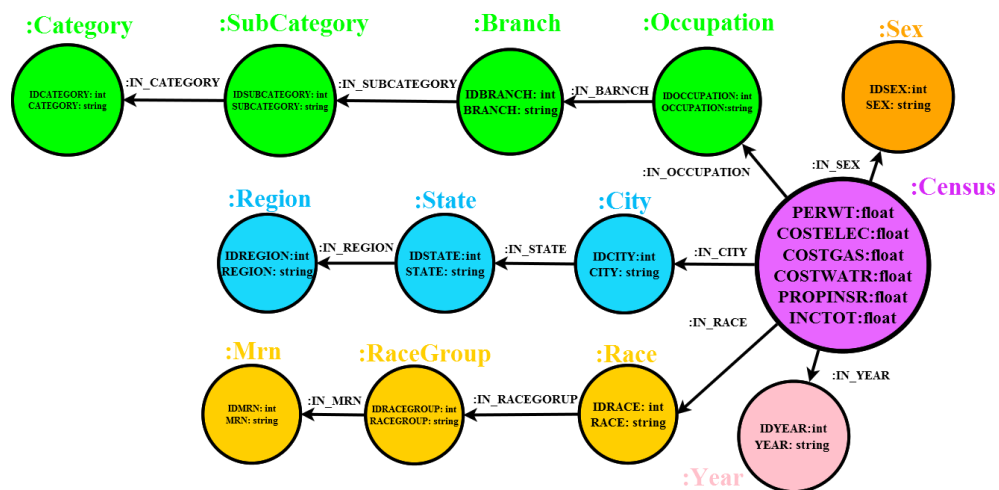 :Category
:SubCategory
:Branch
:Occupation
:Sex
IDCATEGORY: int
CATEGORY: string
:IN_CATEGORY
IDSUBCATEGORY: int
SUBCATEGORY: string
:IN_SUBCATEGORY
IDBRANCH: int
BRANCH: string
:IN_BARNCH
IDOCCUPATION: int
OCCUPATION:string
IDSEX:int
SEX: string
:IN_OCCUPATION
:IN_SEX
:Census
PERWT:float
COSTELEC:float
COSTGAS:float
COSTWATR:float
PROPINSR:float
INCTOT:float
:Region
:State
:City
IDREGION:int
REGION: string
:IN_REGION
IDSTATE:int
STATE: string
:IN_STATE
IDCITY:int
CITY: string
:IN_CITY
:IN_RACE
:Mrn
:RaceGroup
:Race
IDMRN: int
MRN: string
:IN_MRN
IDRACEGROUP: int
RACEGROUP: string
:IN_RACEGORUP
IDRACE: int
RACE: string
:IN_YEAR
IDYEAR:int
YEAR: string
:Year